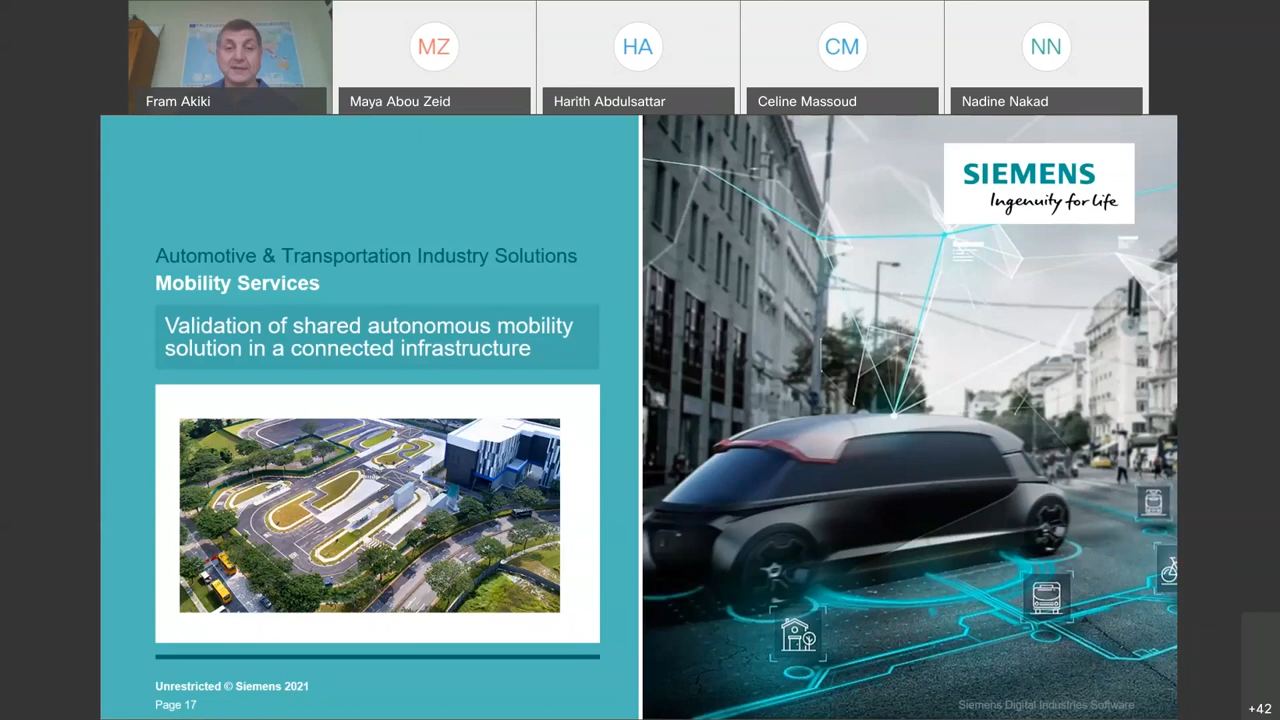 MZ
HA
CM
NN
Fram Akiki
Maya Abou Zeid
Harith Abdulsattar
Celine Massoud
Nadine Nakad
SIEMENS
Ingenuity for life
Automotive & Transportation Industry Solutions
Mobility Services
Validation of shared autonomous mobility
solution in a connected infrastructure
Unrestricted © Siemens 2021
Page 17
Siemens Digital Industries Software
+42